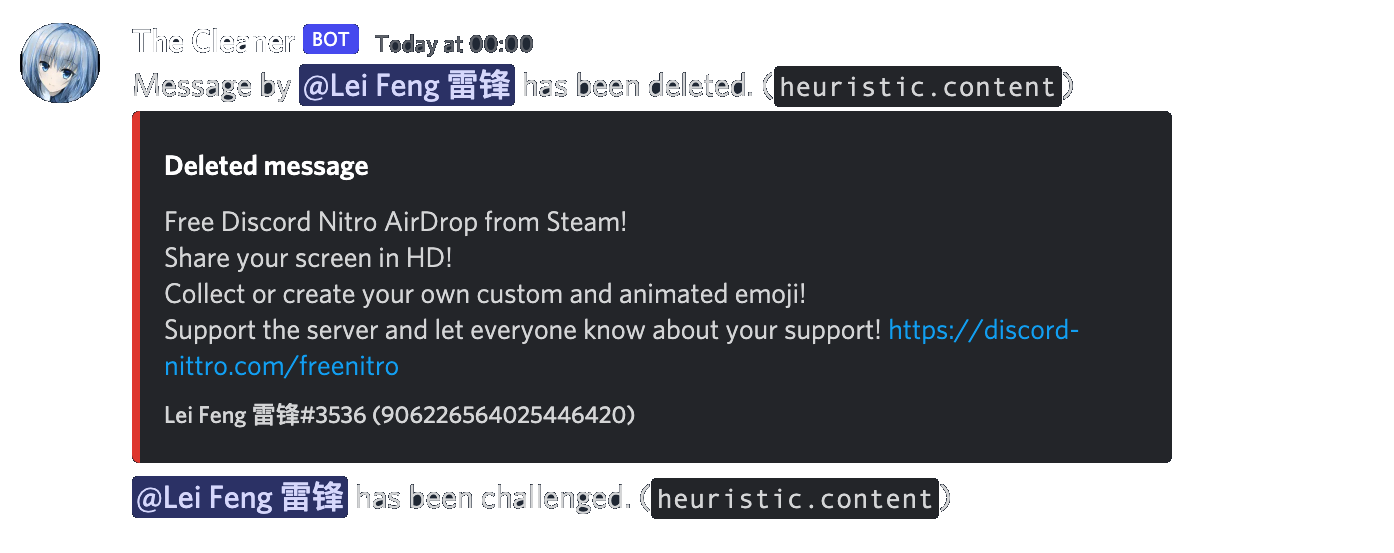 The Cleaner BOT Today at 00:00
Message by @Lei Feng 雷锋 has been deleted. (heuristic.content)
Deleted message
Free Discord Nitro AirDrop from Steam!
Share your screen in HD!
Collect or create your own custom and animated emoji!
Support the server and let everyone know about your support! https://discord-
nittro.com/freenitro
Lei Feng 雷锋#3536 (906226564025446420)
@Lei Feng 雷锋 has been challenged. (heuristic.content)